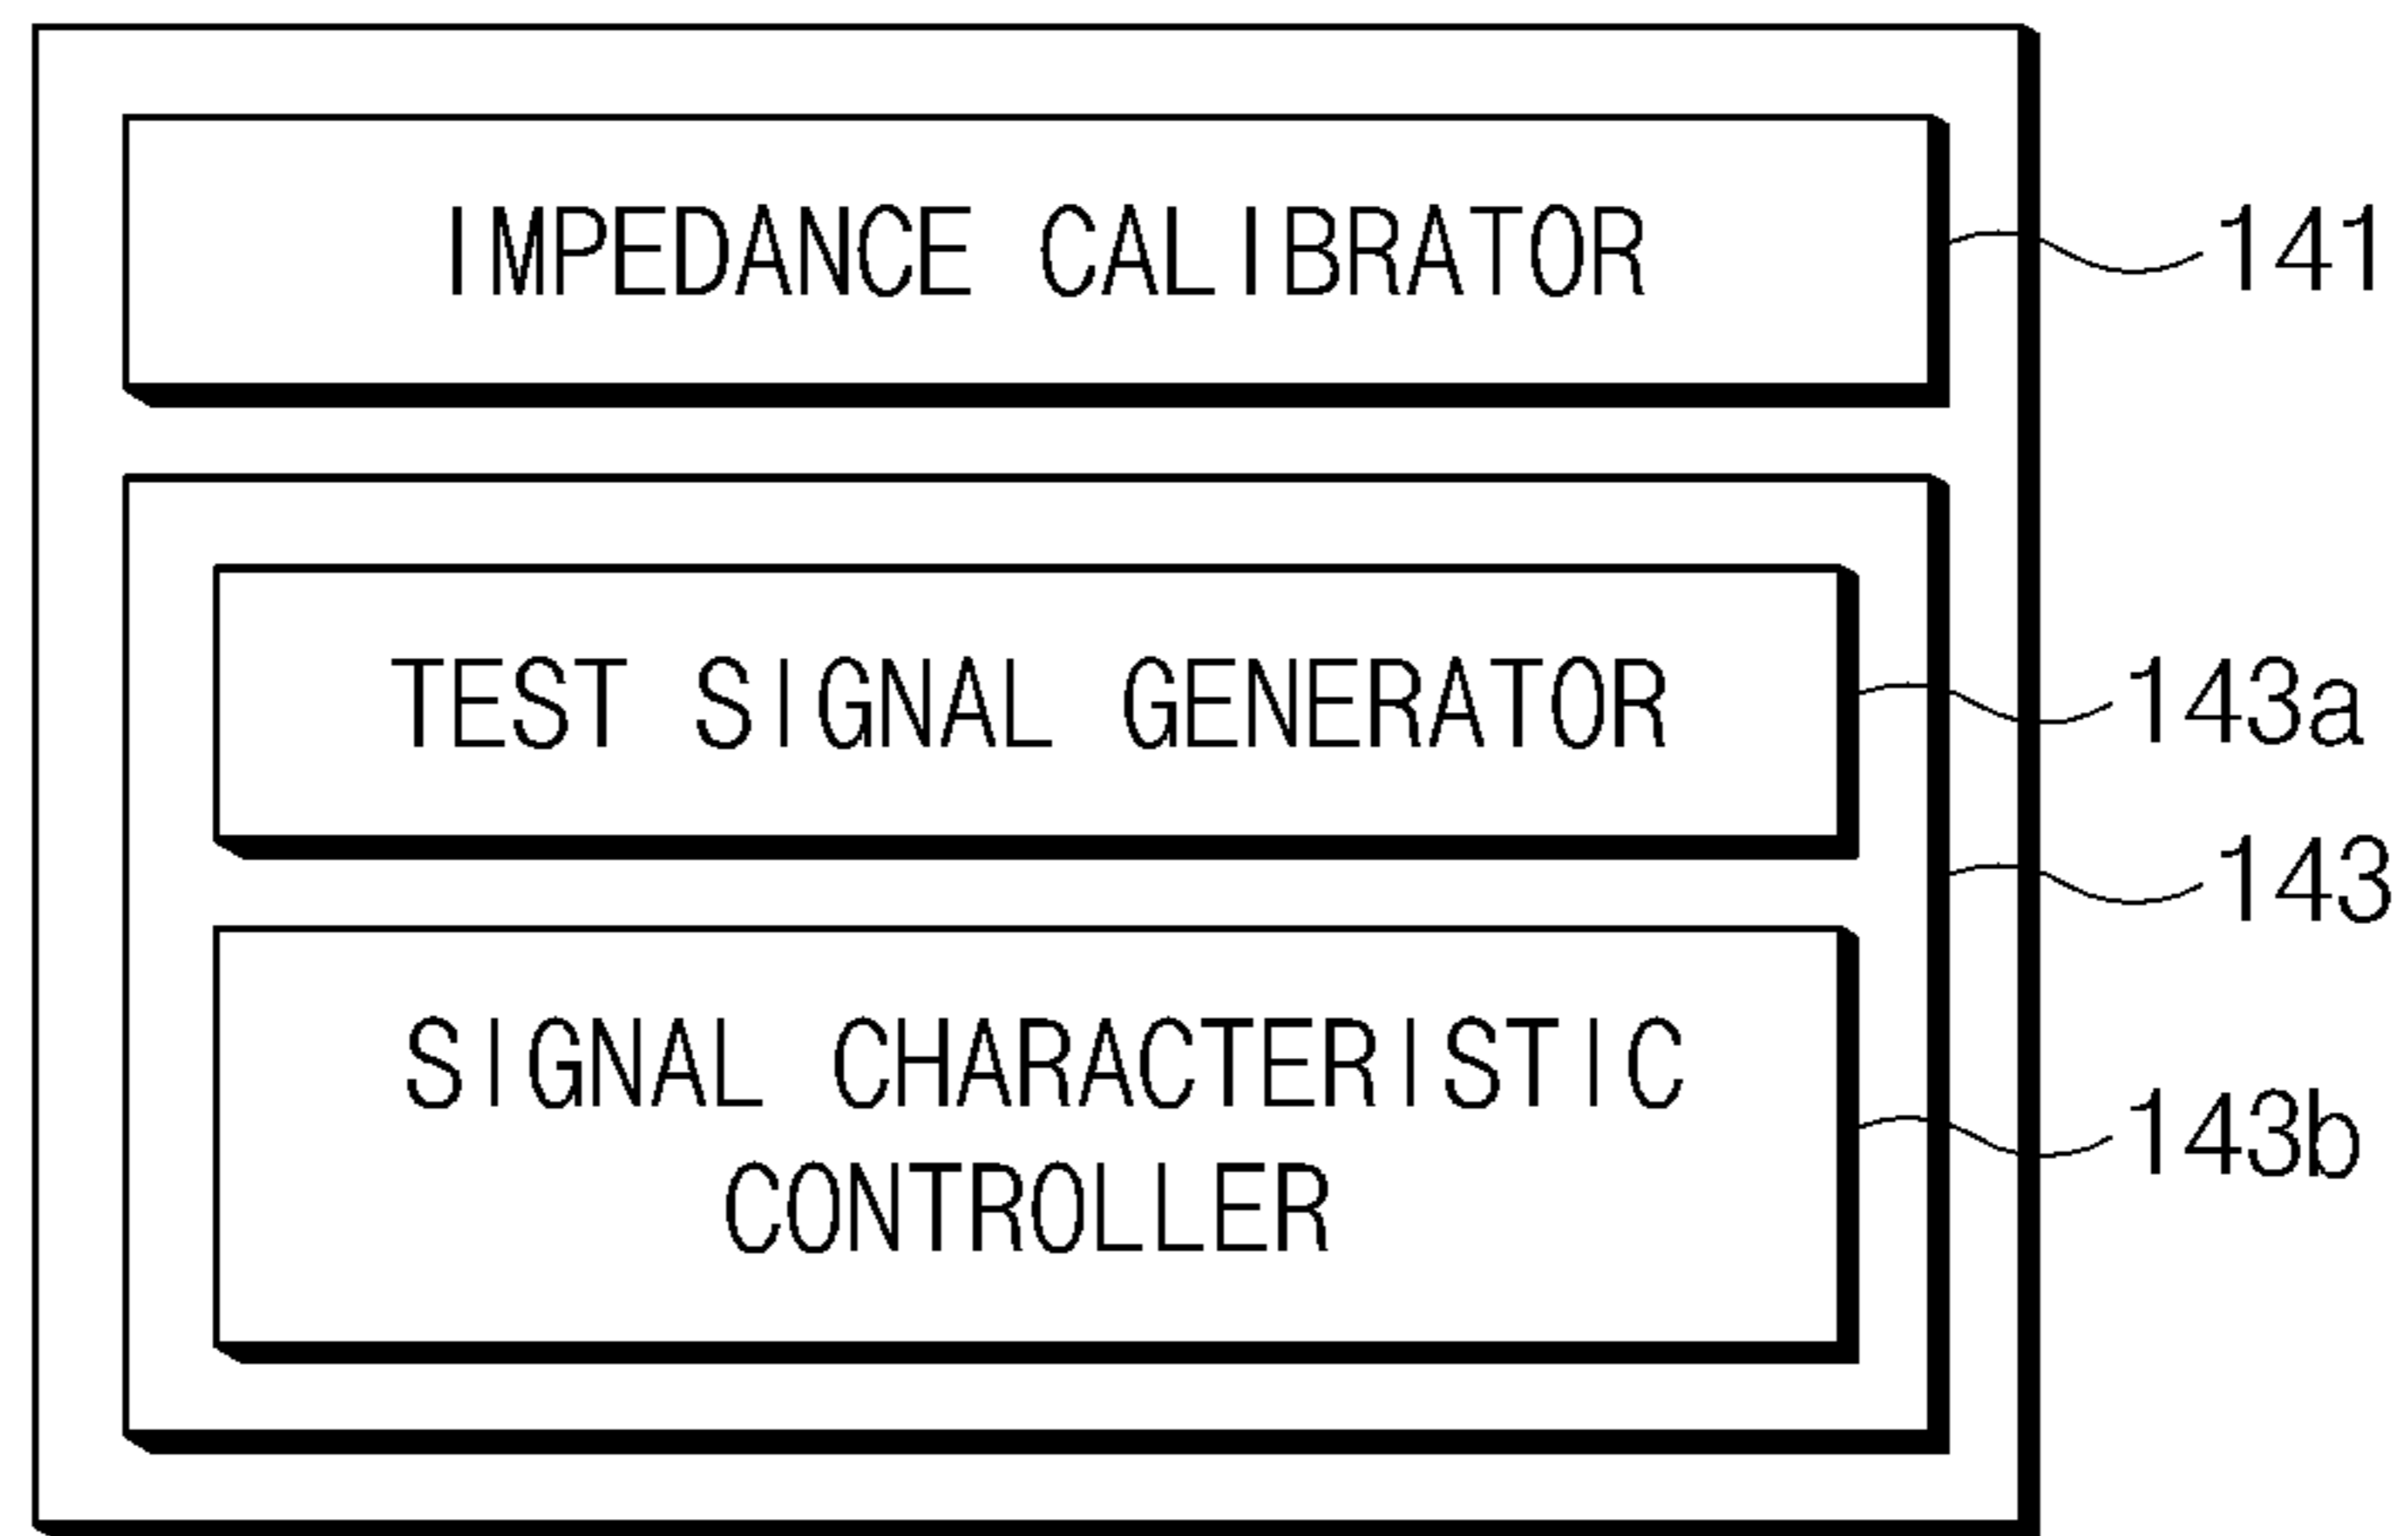 IMPEDANCE CALIBRATOR
141
TEST SIGNAL GENERATOR
143a
143
SIGNAL CHARACTERISTIC
CONTROLLER
143b